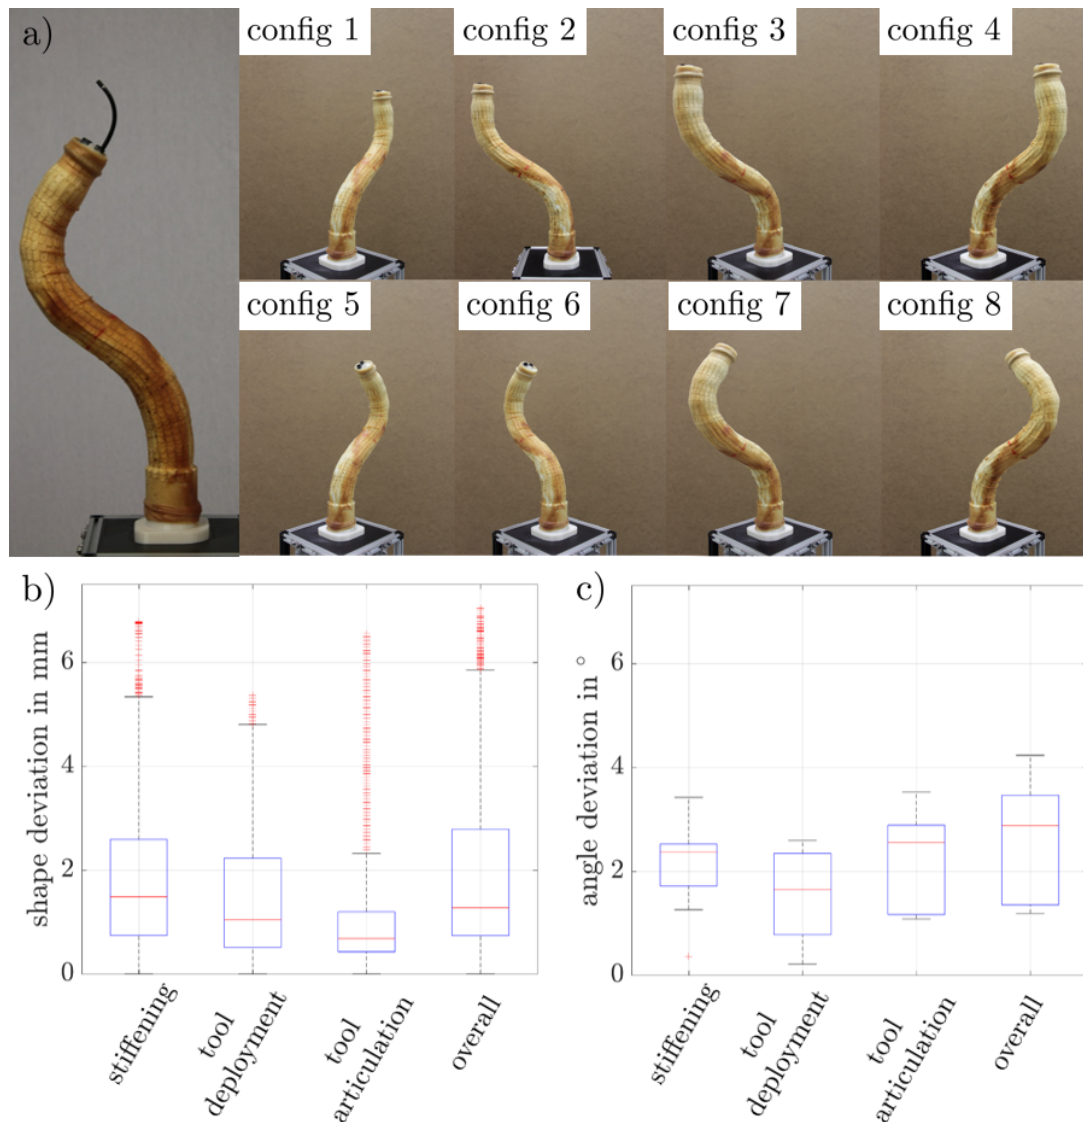 a)
config 1
config 2
config 3
config 4
config 5
config 6
config 7
config 8
b)
shape deviation in mm
6
4
2
0
stiffening
tool
deployment
tool
articulation
overall
c)
angle deviation in °
6
4
2
0
stiffening
tool
deployment
tool
articulation
overall